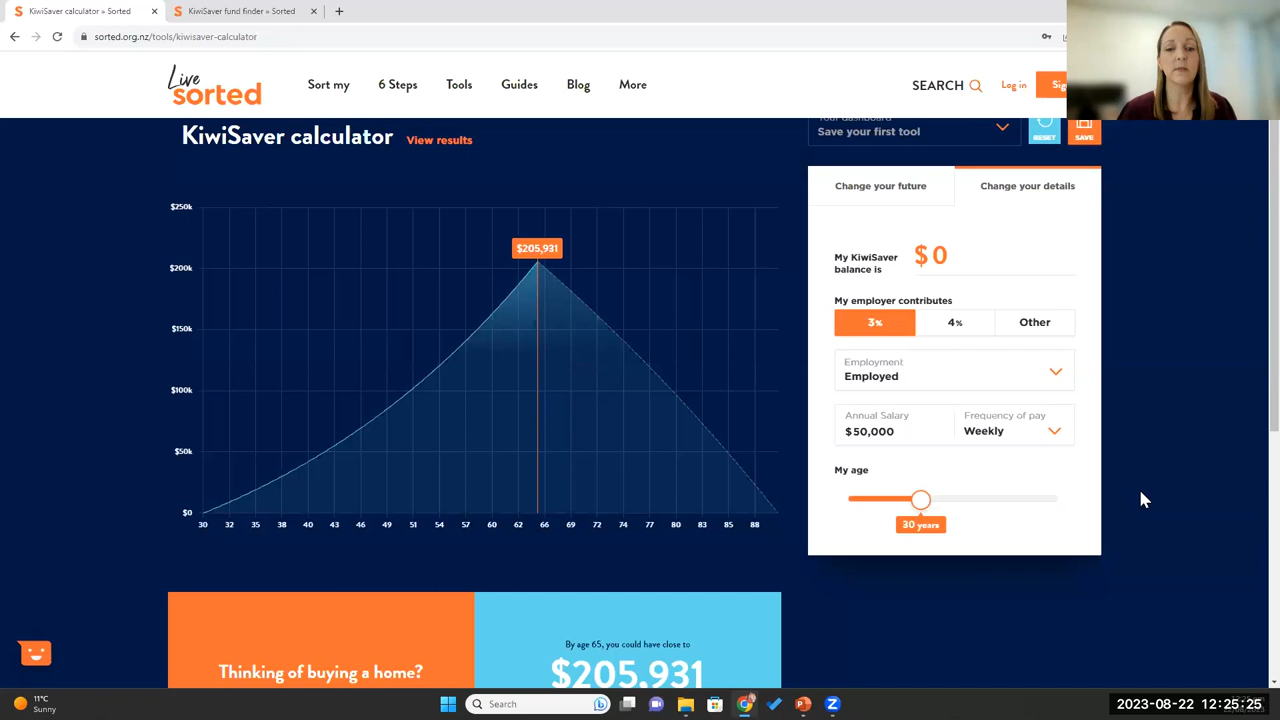 KiwiSaver calculator » Sorted
KiwiSaver fund finder » Sorted
sorted.org.nz/tools/kiwisaver-calculator
Live
sorted
Sort my
6 Steps
Tools
Guides
Blog
More
SEARCH
Log in
KiwiSaver calculator
View results
Your dashboard
Save your first tool
RESET
SAVE
Change your future
Change your details
My KiwiSaver
balance is
$ 0
My employer contributes
3%
4%
Other
Employment
Employed
Annual Salary
$50,000
Frequency of pay
Weekly
My age
30 years
$250k
$200k
$150k
$100k
$50k
$0
$205,931
30 32 35 38 40 43 46 49 51 54 57 60 62 66 69 72 74 77 80 83 85 88
Thinking of buying a home?
By age 65, you could have close to
$205,931
11°C
Sunny
Search
2023-08-22 12:25:25